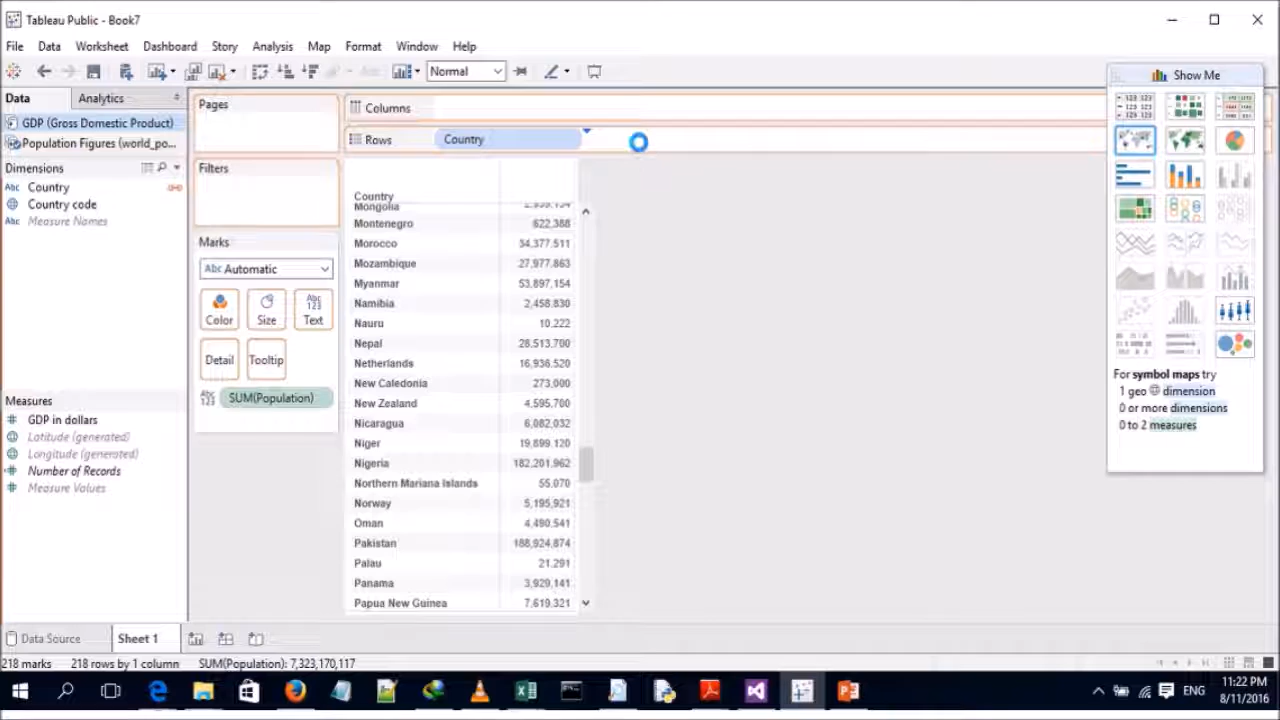 Tableau Public - Book7
File Data Worksheet Dashboard Story Analysis Map Format Window Help
Normal
Show Me
Data Analytics
GDP (Gross Domestic Product)
Population Figures (world_po...
Dimensions
Abc Country
Country code
Abc Measure Names
Measures
GDP in dollars
Latitude (generated)
Longitude (generated)
Number of Records
Measure Values
Pages
Filters
Marks
Abc Automatic
Color Size Text
Detail Tooltip
SUM(Population)
Columns
Rows Country
Country
Mongolia 2,959,134
Montenegro 622,388
Morocco 34,377,511
Mozambique 27,977,863
Myanmar 53,897,154
Namibia 2,458,830
Nauru 10,222
Nepal 28,513,700
Netherlands 16,936,520
New Caledonia 273,000
New Zealand 4,595,700
Nicaragua 6,082,032
Niger 19,899,120
Nigeria 182,201,962
Northern Mariana Islands 55,070
Norway 5,195,921
Oman 4,490,541
Pakistan 188,924,874
Palau 21,291
Panama 3,929,141
Papua New Guinea 7,619,321
For symbol maps try
1 geo dimension
0 or more dimensions
0 to 2 measures
Data Source Sheet 1
218 marks 218 rows by 1 column SUM(Population): 7,323,170,117
ENG
11:22 PM
8/11/2016